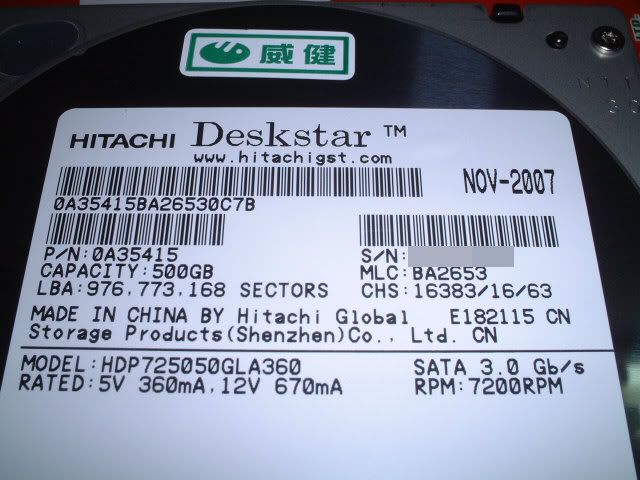 威健
HITACHI Deskstar™
www.hitachigst.com
NOV-2007
0A35415BA26530C7B
P/N:0A35415
S/N:
CAPACITY:500GB
MLC:BA2653
LBA:976,773,168 SECTORS
CHS:16383/16/63
MADE IN CHINA BY Hitachi Global E182115 CN
Storage Products(Shenzhen)Co., Ltd. CN
MODEL:HDP725050GLA360
SATA 3.0 Gb/s
RATED:5V 360mA,12V 670mA
RPM:7200RPM